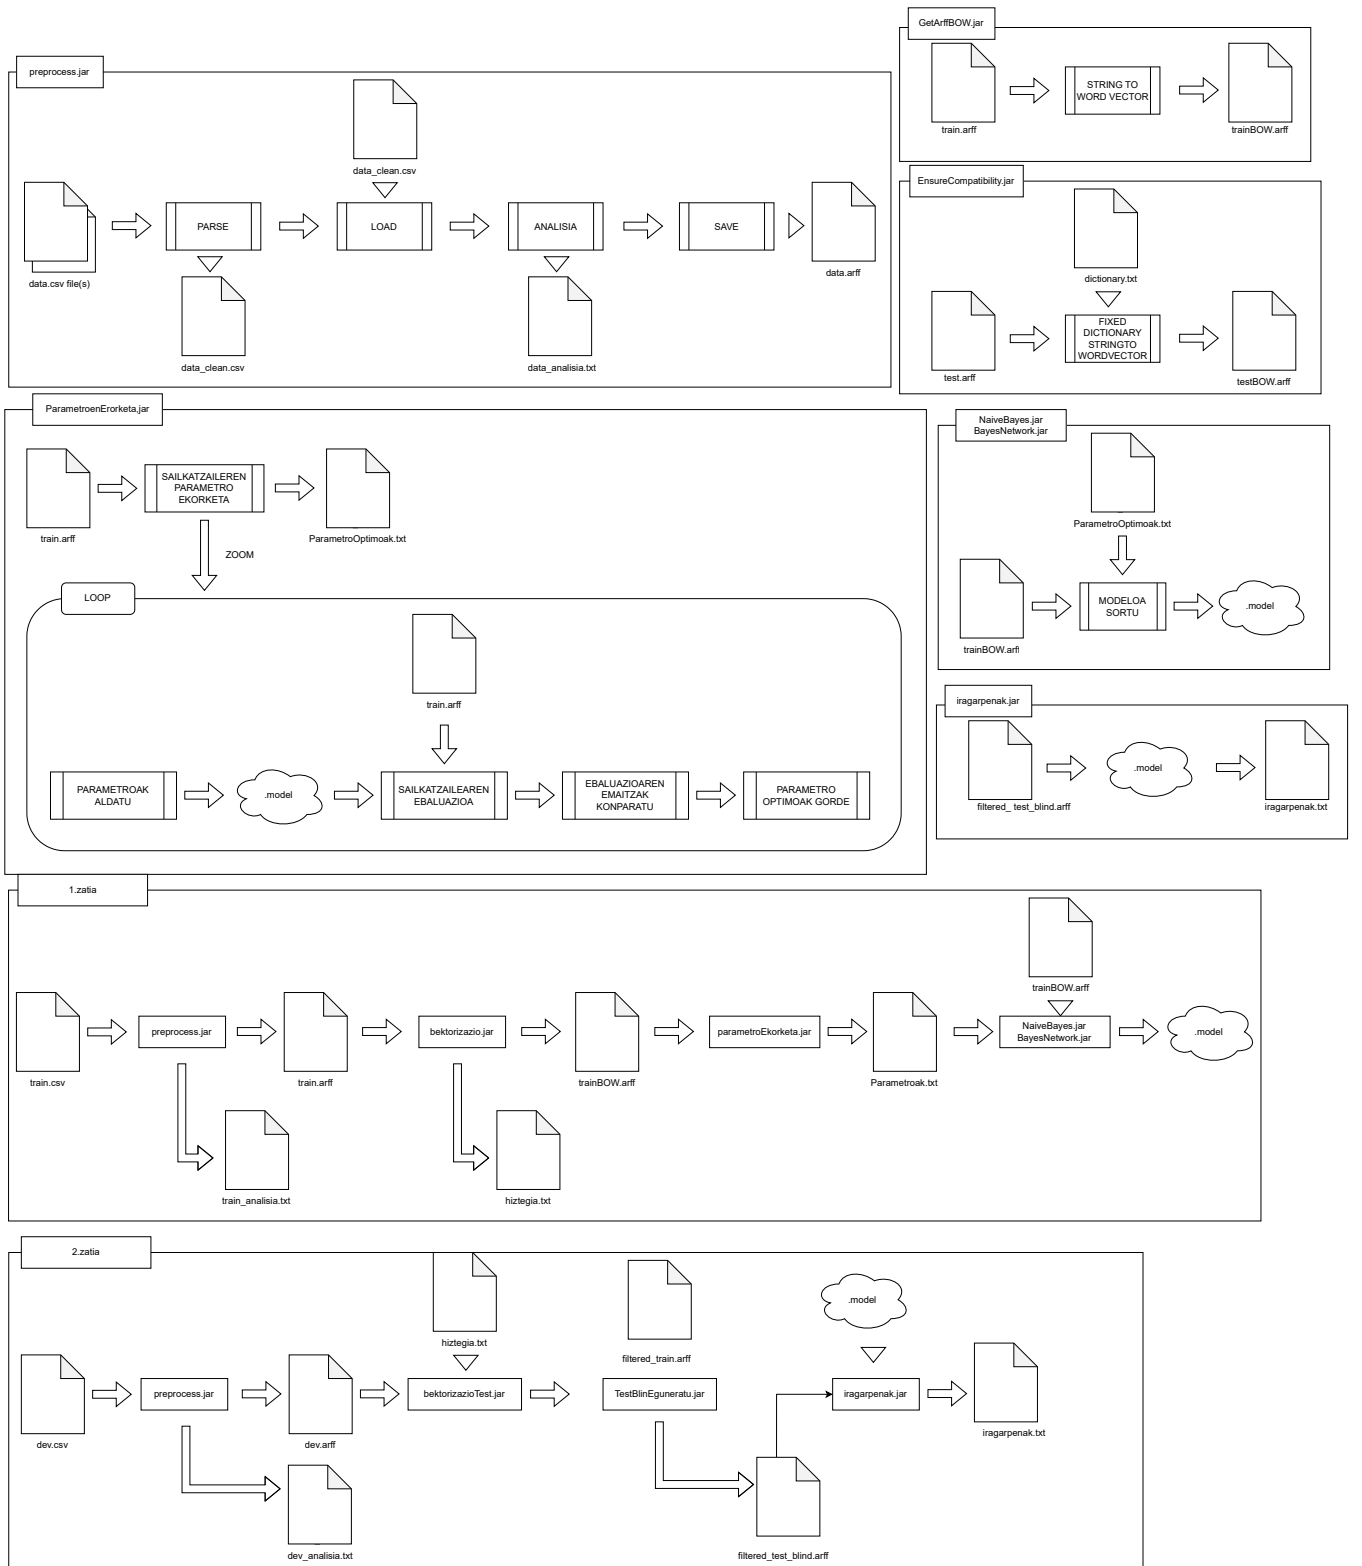 preprocess.jar
data_clean.csv
data.csv file(s)
PARSE
LOAD
ANALISIA
SAVE
data.arff
data_clean.csv
data_analisia.txt
GetArffBOW.jar
train.arff
STRING TO
WORD VECTOR
trainBOW.arff
EnsureCompatibility.jar
dictionary.txt
test.arff
FIXED
DICTIONARY
STRINGTO
WORDVECTOR
testBOW.arff
ParametroenErorketa.jar
train.arff
SAILKATZAILEREN
PARAMETRO
EKORKETA
ParametroOptimoak.txt
ZOOM
LOOP
train.arff
PARAMETROAK
ALDATU
.model
SAILKATZAILEAREN
EBALUAZIOA
EBALUAZIOAREN
EMAITZAK
KONPARATU
PARAMETRO
OPTIMOAK GORDE
NaiveBayes.jar
BayesNetwork.jar
ParametroOptimoak.txt
trainBOW.arff
MODELOA
SORTU
.model
iragarpenak.jar
filtered_ test_blind.arff
.model
iragarpenak.txt
1.zatia
trainBOW.arff
train.csv
preprocess.jar
train.arff
bektorizazio.jar
trainBOW.arff
parametroEkorketa.jar
Parametroak.txt
NaiveBayes.jar
BayesNetwork.jar
.model
train_analisia.txt
hiztegia.txt
2.zatia
hiztegia.txt
filtered_train.arff
.model
dev.csv
preprocess.jar
dev.arff
bektorizazioTest.jar
TestBlinEguneratu.jar
iragarpenak.jar
iragarpenak.txt
dev_analisia.txt
filtered_test_blind.arff